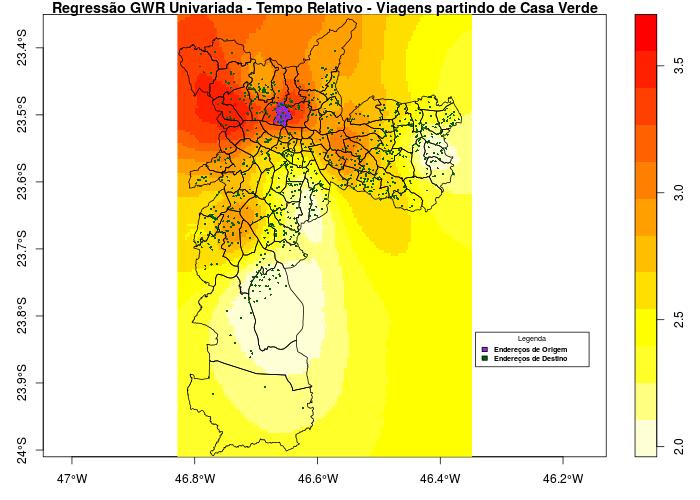 Regressão GWR Univariada - Tempo Relativo - Viagens partindo de Casa Verde
23.4°S
23.5°S
23.6°S
23.7°S
23.8°S
23.9°S
24°S
47°W
46.8°W
46.6°W
46.4°W
46.2°W
Legenda
Endereços de Origem
Endereços de Destino
3.5
3.0
2.5
2.0